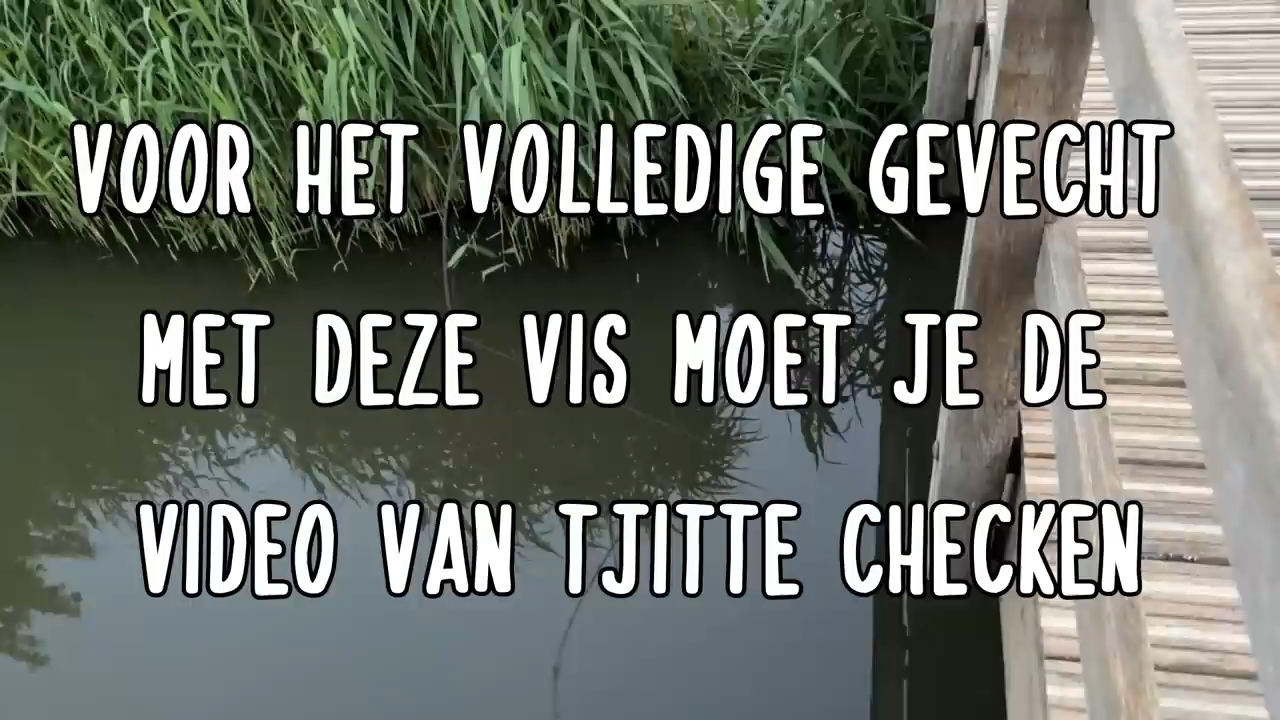 VOOR HET VOLLEDIGE GEVECHT
MET DEZE VIS MOET JE DE
VIDEO VAN TJITTE CHECKEN